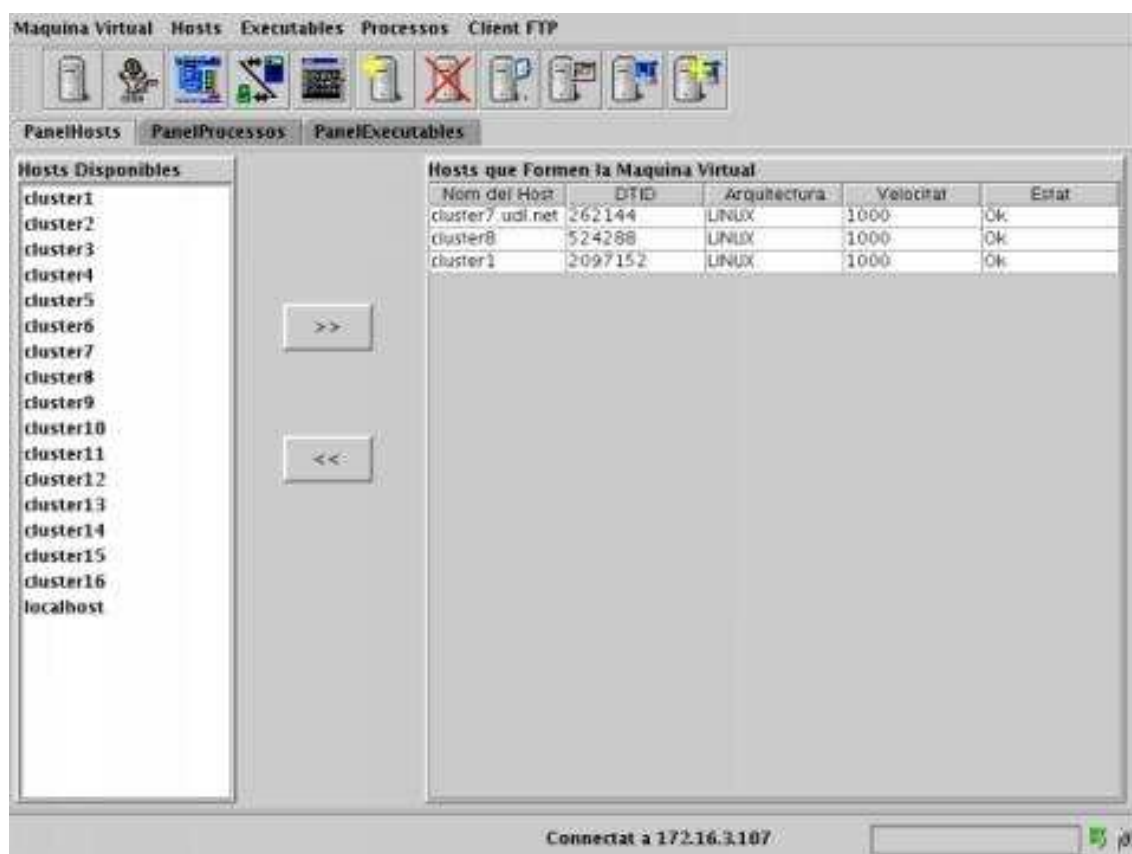 Maquina Virtual Hosts Executables Processos Client FTP
PanelHosts PanelProcessos PanelExecutables
Hosts Disponibles
cluster1
cluster2
cluster3
cluster4
cluster5
cluster6
cluster7
cluster8
cluster9
cluster10
cluster11
cluster12
cluster13
cluster14
cluster15
cluster16
localhost
>>
<<
Hosts que Formen la Maquina Virtual
Nom del Host DTID Arquitectura Velocitat Estat
cluster7.udl.net 262144 LINUX 1000 Ok
cluster8 524288 LINUX 1000 Ok
cluster1 2097152 LINUX 1000 Ok
Connectat a 172.16.3.107